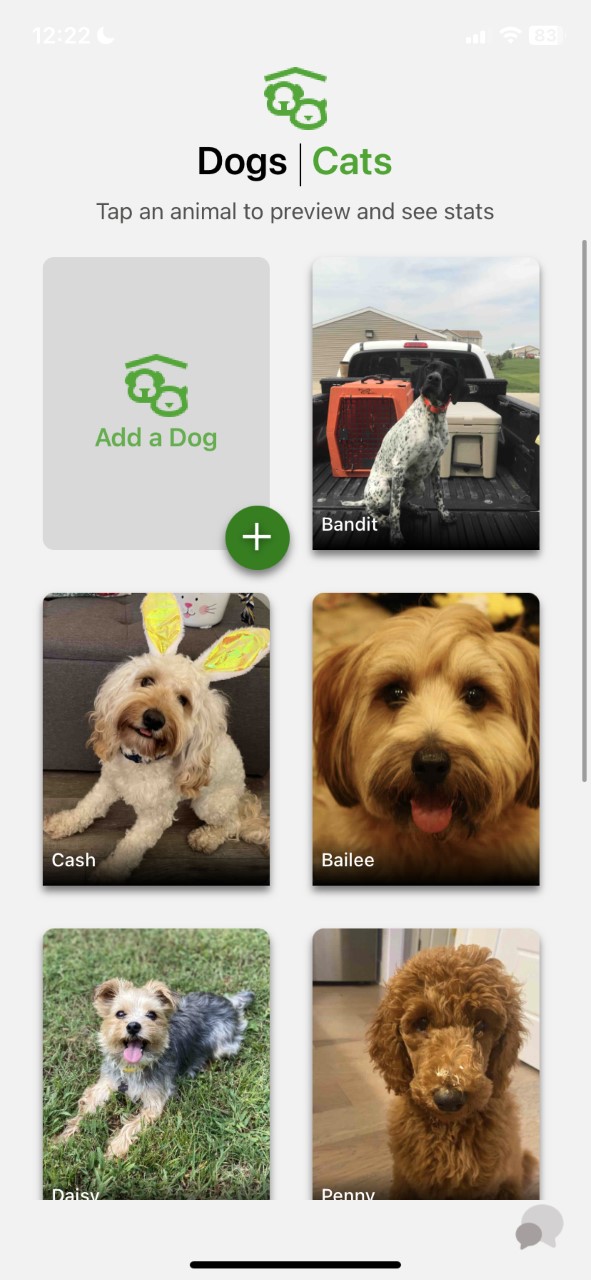 12:22
83
Dogs | Cats
Tap an animal to preview and see stats
Add a Dog
Bandit
Cash
Bailee
Daisy
Penny